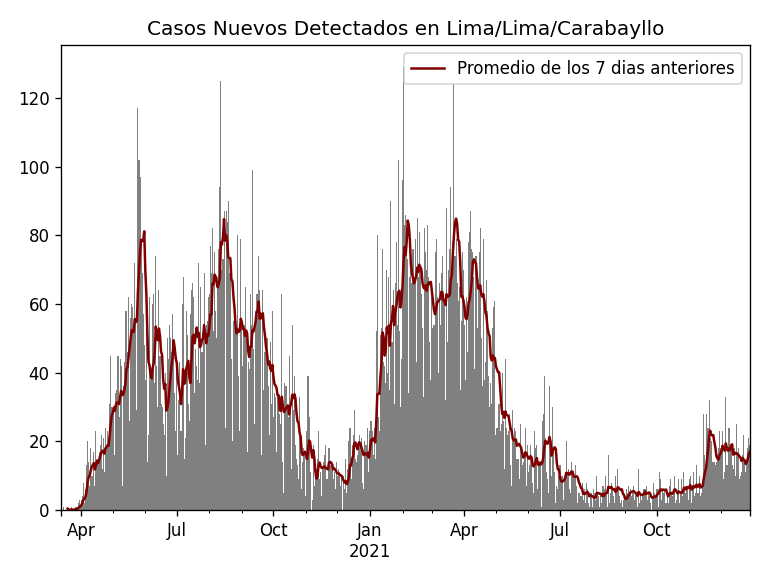 Casos Nuevos Detectados en Lima/Lima/Carabayllo
Promedio de los 7 dias anteriores
120
100
80
60
40
20
0
Apr Jul Oct Jan Apr Jul Oct
2021